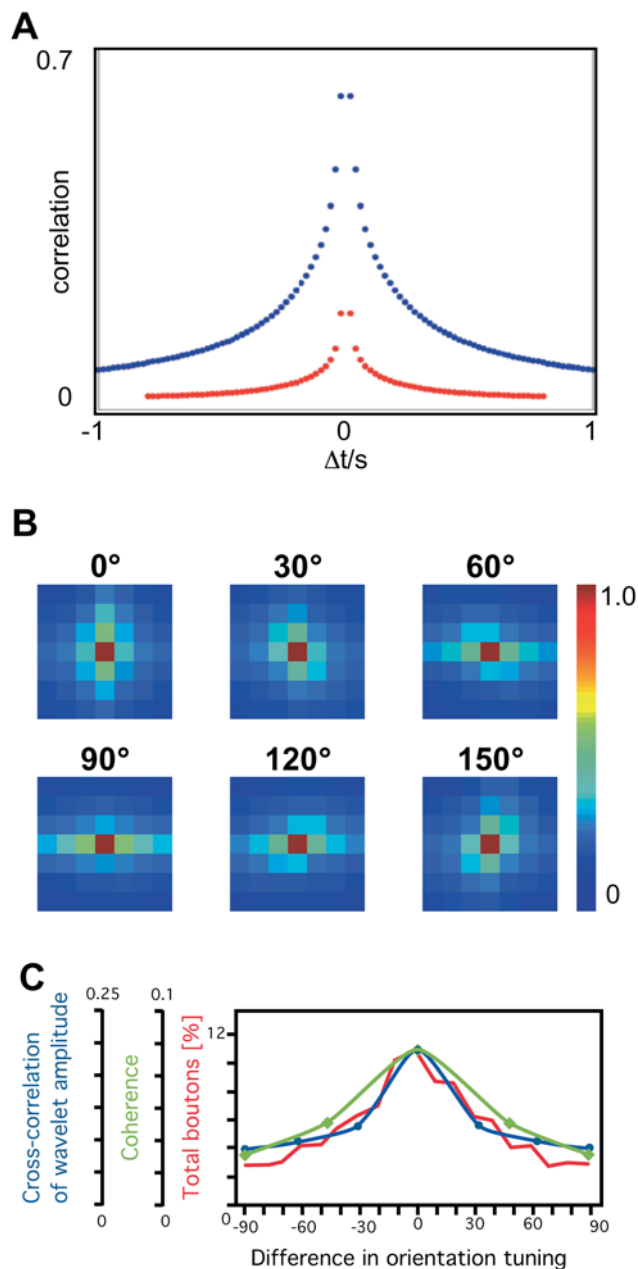 A
0.7
correlation
0
-1
0
1
Δt/s
B
0°
30°
60°
1.0
90°
120°
150°
0
C
Cross-correlation
of wavelet amplitude
0.25
0
Coherence
0.1
0
Total boutons [%]
12
0
-90
-60
-30
0
30
60
90
Difference in orientation tuning